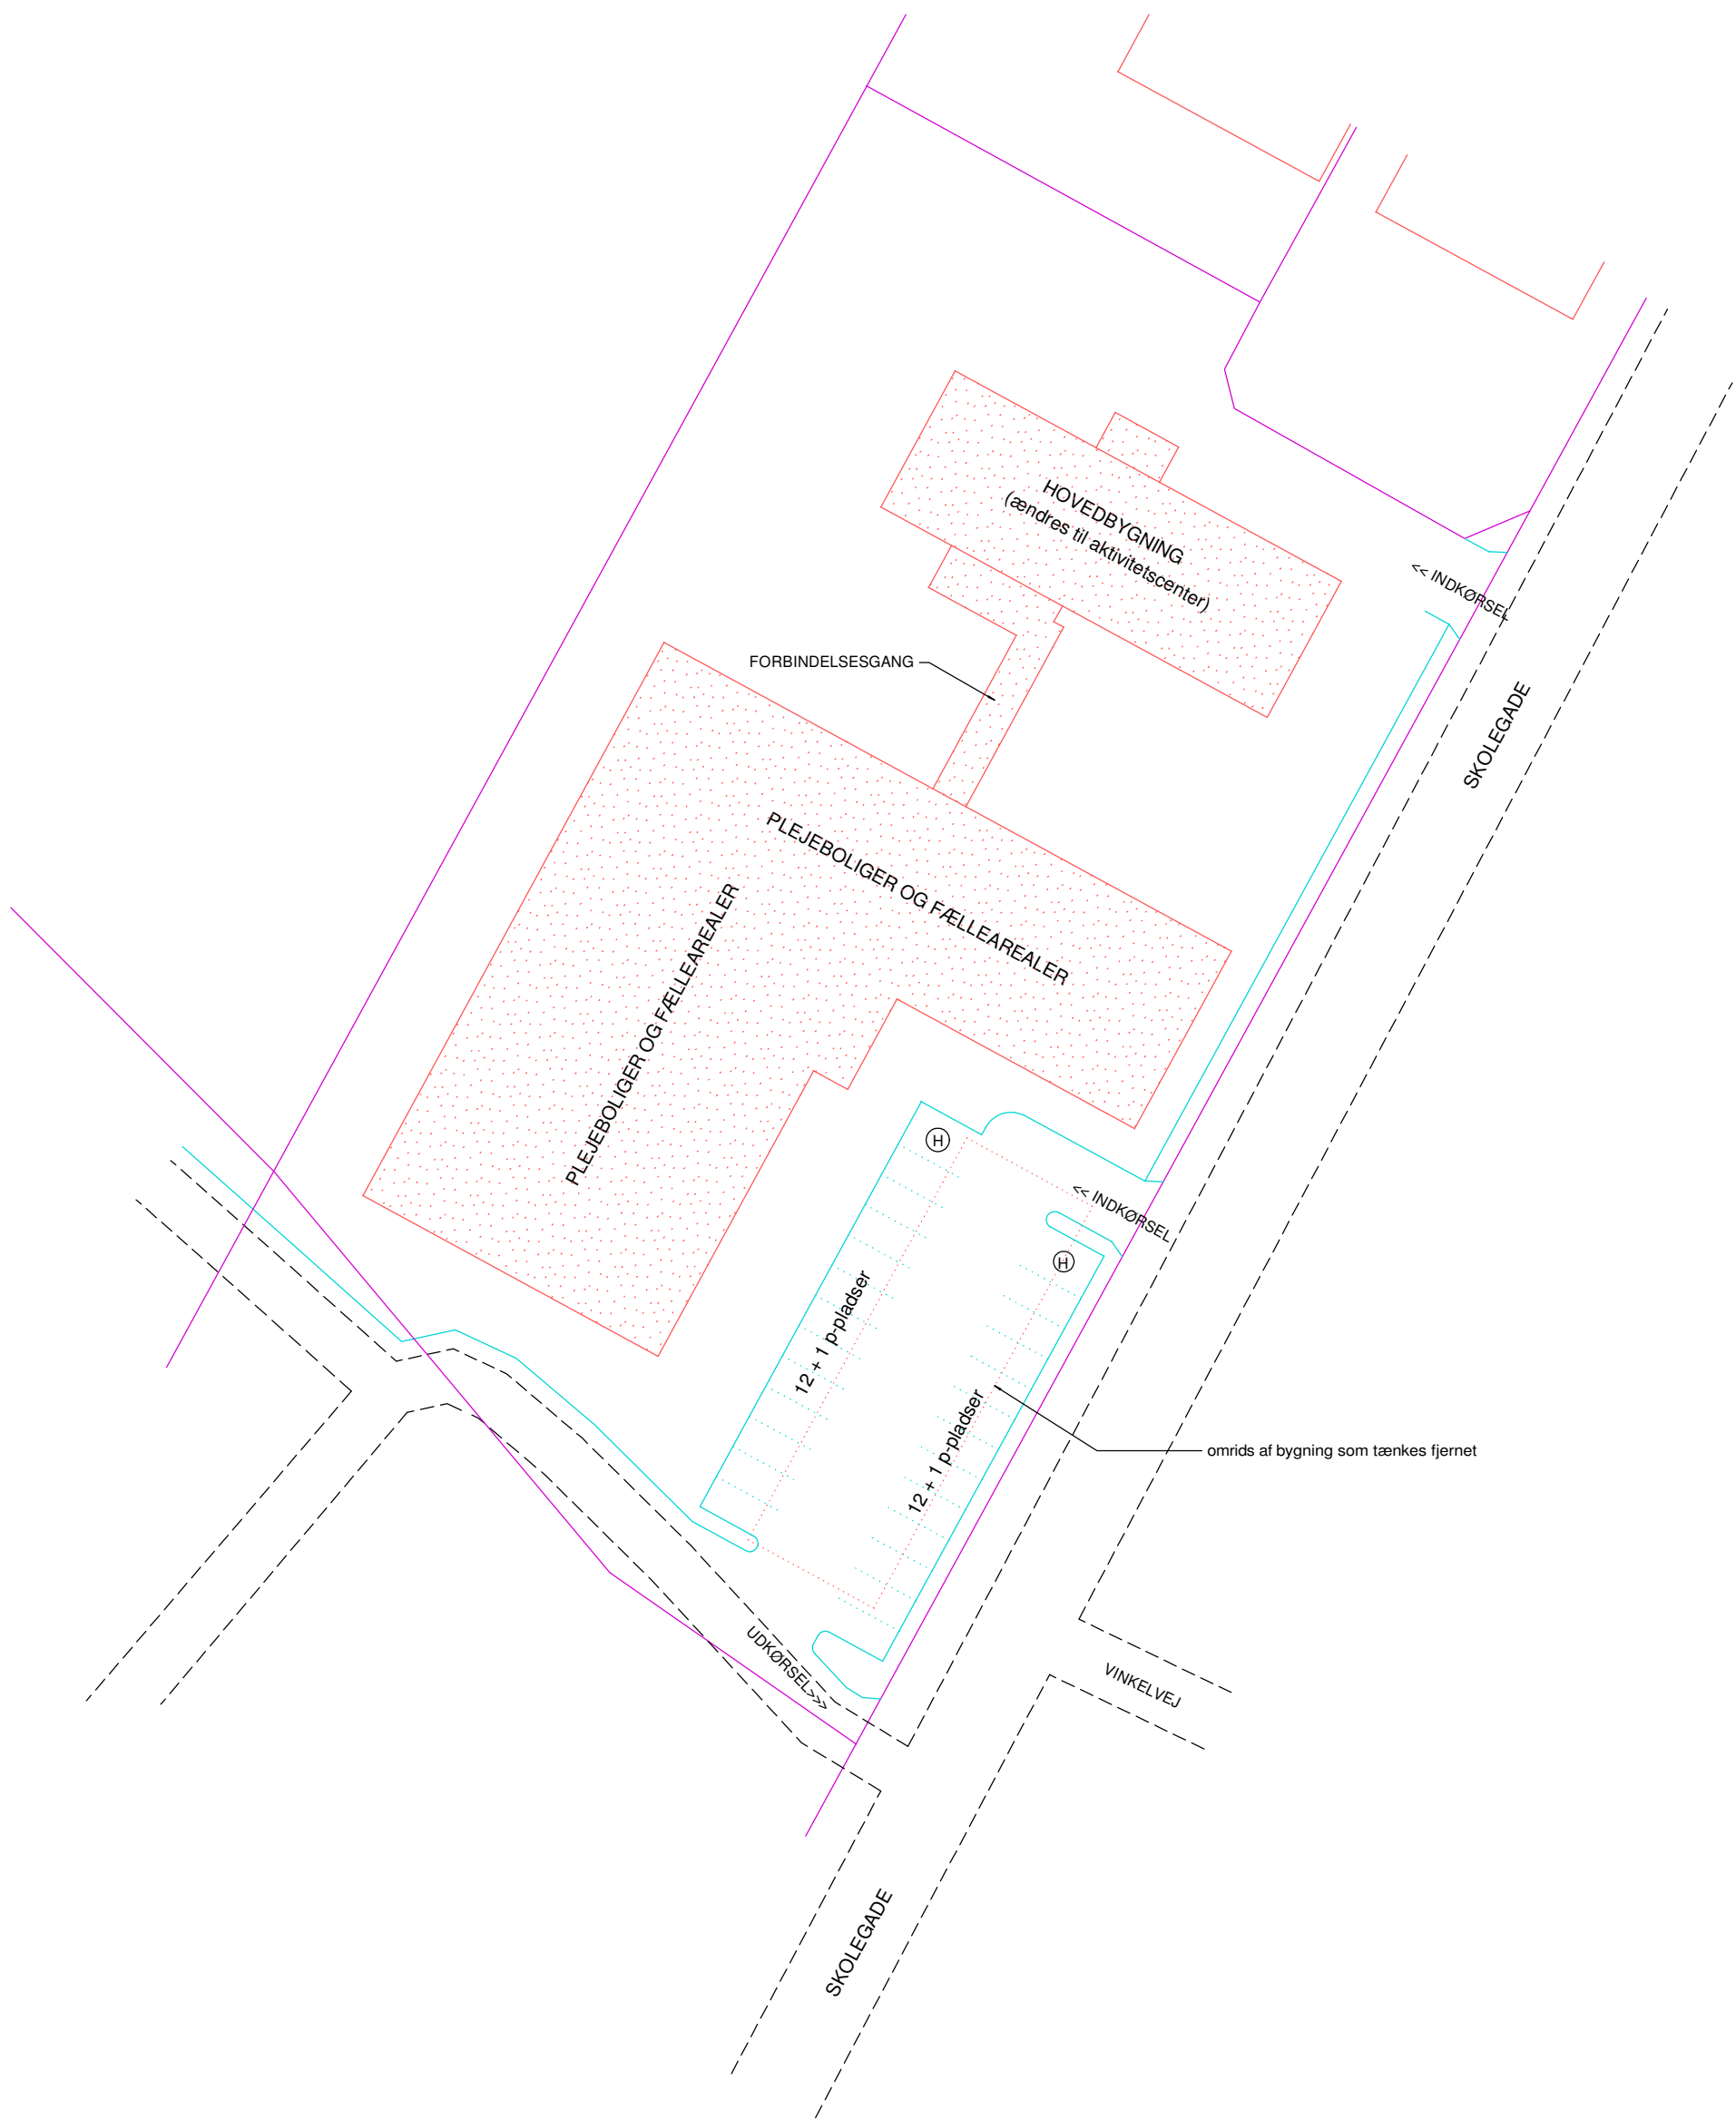 HOVEDBYGNING
(ændres til aktivitetscenter)
<< INDKØRSEL
FORBINDELSESGANG
SKOLEGADE
PLEJEBOLIGER OG FÆLLEAREALER
PLEJEBOLIGER OG FÆLLEAREALER
H
<< INDKØRSEL
H
12 + 1 p-pladser
12 + 1 p-pladser
omrids af bygning som tænkes fjernet
UDKØRSEL>>
VINKELVEJ
SKOLEGADE